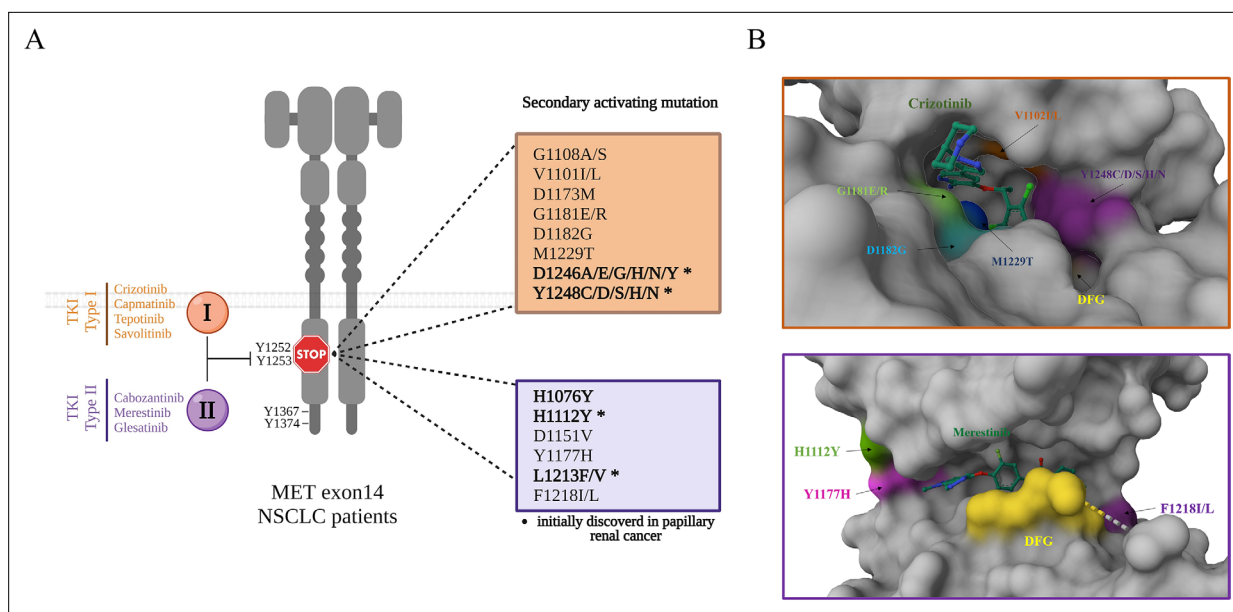 A
Secondary activating mutation
G1108A/S
V1101I/L
D1173M
G1181E/R
D1182G
M1229T
D1246A/E/G/H/N/Y *
Y1248C/D/S/H/N *
TKI
Type I
Crizotinib
Capmatinib
Tepotinib
Savolitinib
I
Y1252
Y1253
STOP
TKI
Type II
Cabozantinib
Merestinib
Glesatinib
II
Y1367
Y1374
H1076Y
H1112Y *
D1151V
Y1177H
L1213F/V *
F1218I/L
MET exon14
NSCLC patients
• initially discoverd in papillary
renal cancer
B
Crizotinib
Y1248C/D/S/H/N
G1181E/R
D1182G
M1229T
DFG
Merestinib
H1112Y
Y1177H
F1218I/L
DFG